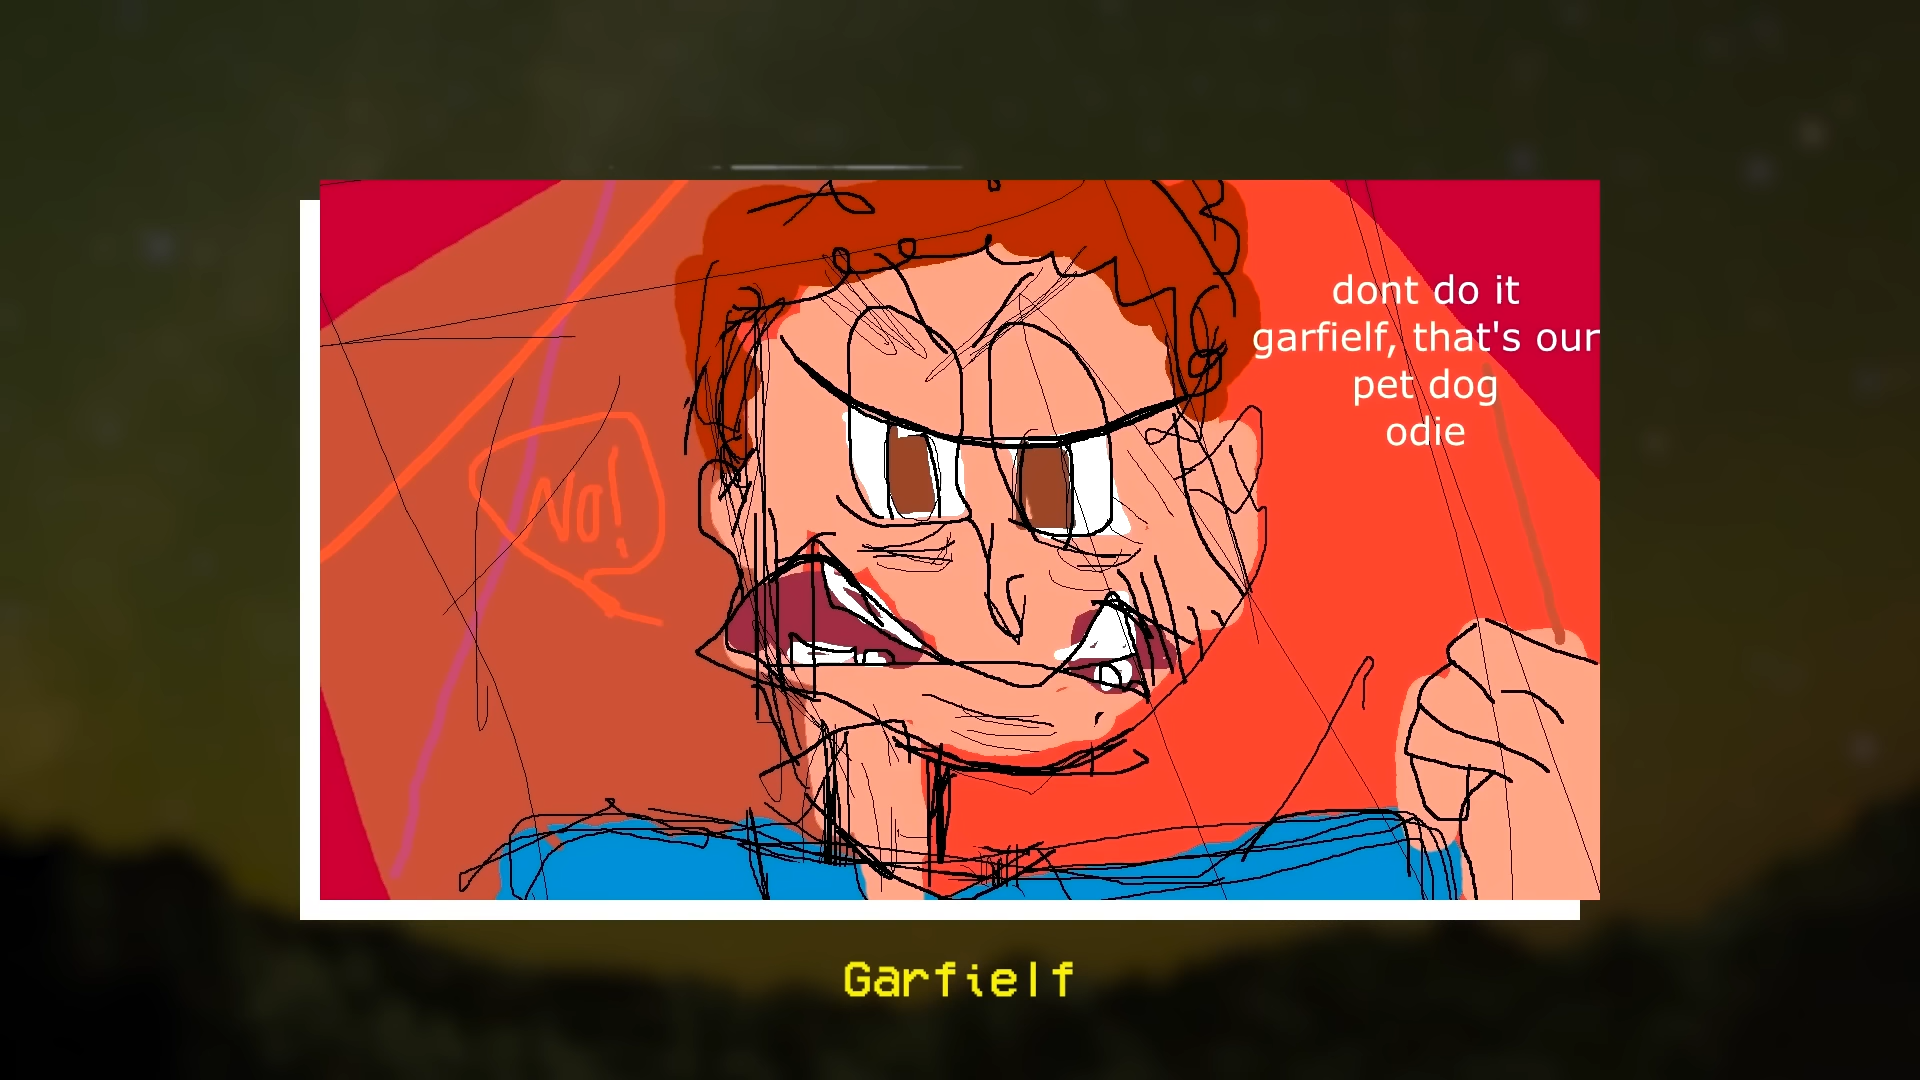 dont do it
garfielf, that's our
pet dog
odie
No!
Garfielf